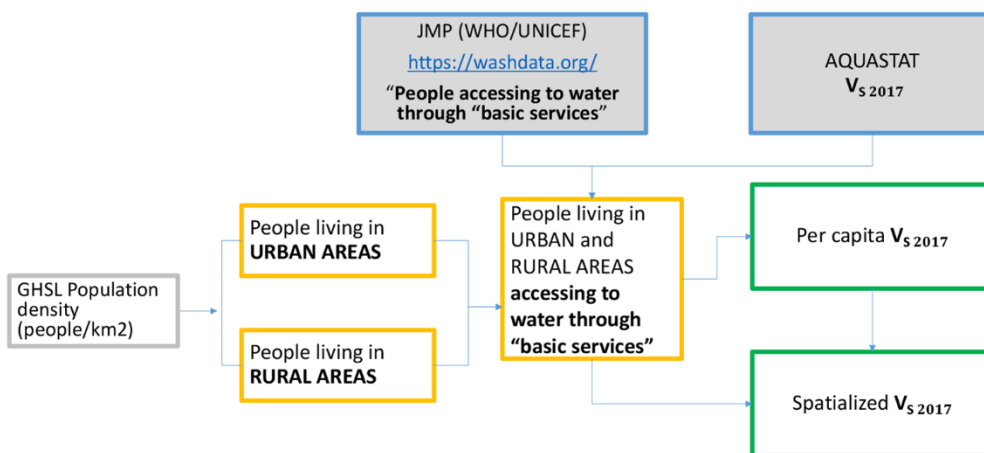 JMP (WHO/UNICEF)
https://washdata.org/
“People accessing to water
through “basic services”
AQUASTAT
VS 2017
People living in
URBAN AREAS
People living in
URBAN and
RURAL AREAS
accessing to
water through
“basic services”
Per capita VS 2017
GHSL Population
density
(people/km2)
People living in
RURAL AREAS
Spatialized VS 2017